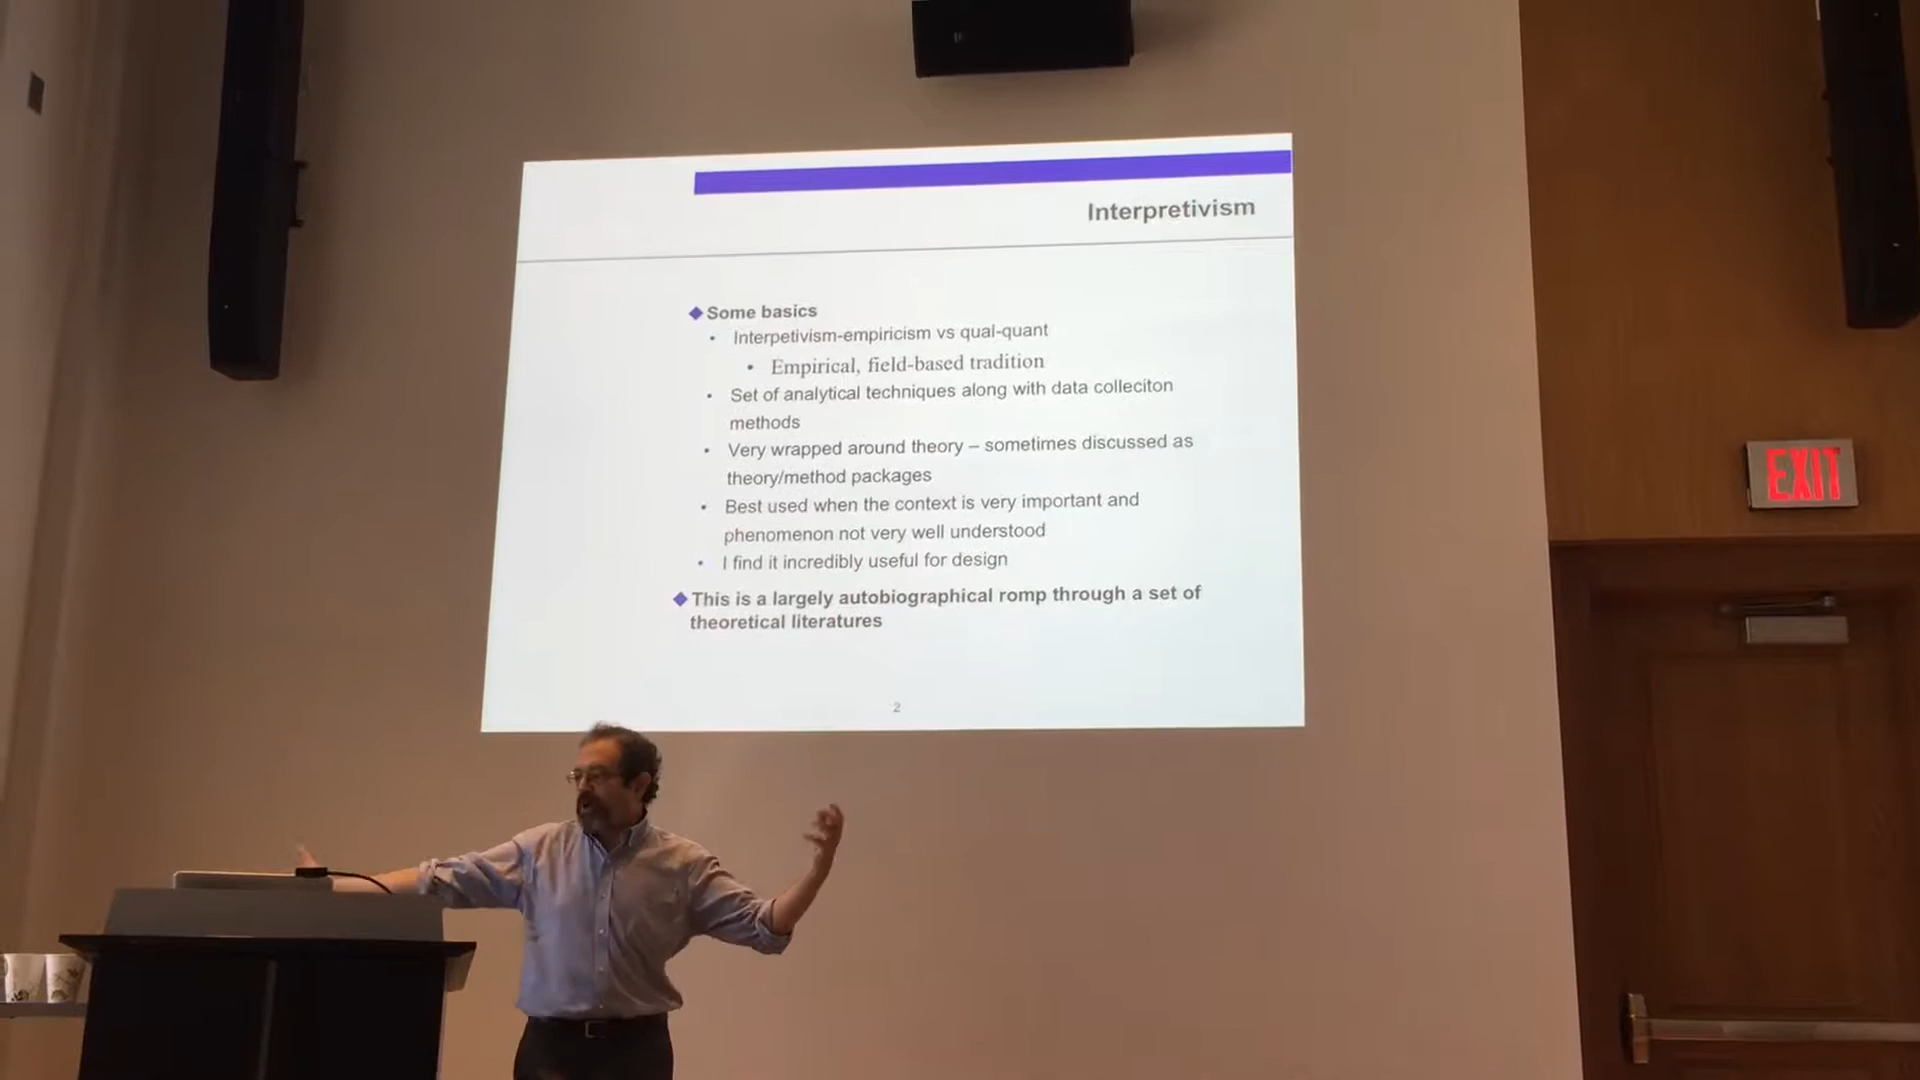 Interpretivism
Some basics
Interpetivism-empiricism vs qual-quant
Empirical, field-based tradition
Set of analytical techniques along with data colleciton
methods
Very wrapped around theory – sometimes discussed as
theory/method packages
Best used when the context is very important and
phenomenon not very well understood
I find it incredibly useful for design
This is a largely autobiographical romp through a set of
theoretical literatures
2
EXIT